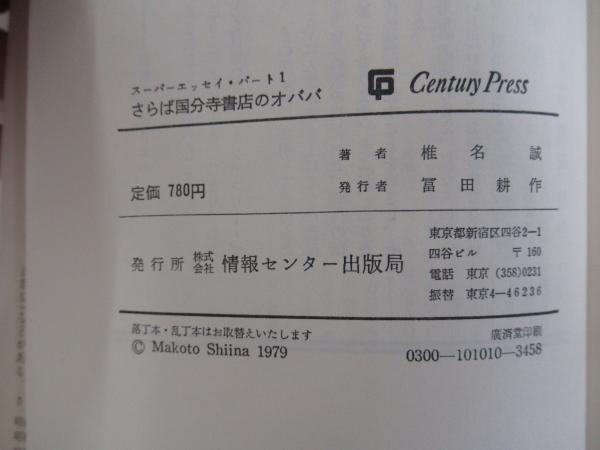 スーパーエッセイ・パート1
さらば国分寺書店のオババ
Century Press
著者 椎名誠
定価 780円
発行者 冨田耕作
発行所 株式会社 情報センター出版局
東京都新宿区四谷2—1
四谷ビル 〒160
電話 東京 (358)0231
振替 東京4—46236
落丁本・乱丁本はお取替えいたします
廣済堂印刷
© Makoto Shiina 1979
0300—101010—3458